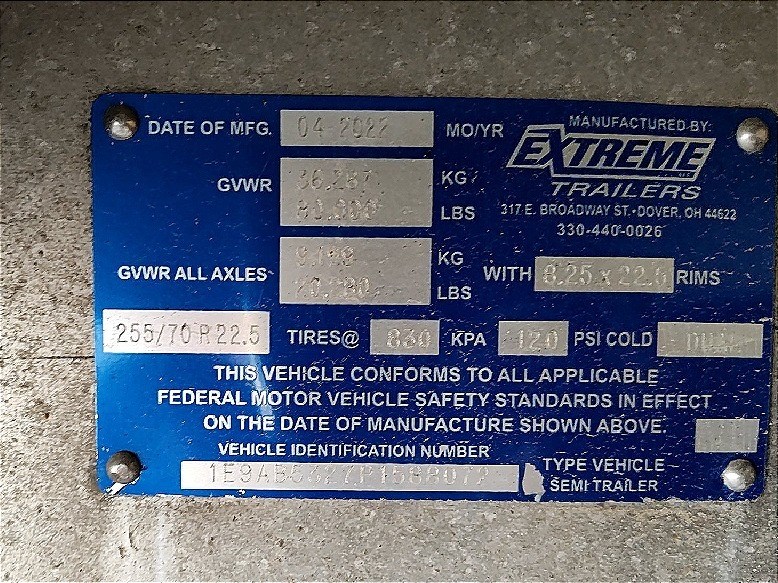 DATE OF MFG. 04 2022 MO/YR
MANUFACTURED BY:
EXTREME
TRAILERS
317 E. BROADWAY ST. • DOVER, OH 44622
330-440-0026
GVWR KG
80,000 LBS
GVWR ALL AXLES KG
LBS
WITH 8.25 x 22.5 RIMS
255/70 R 22.5 TIRES@ 830 KPA 120 PSI COLD
THIS VEHICLE CONFORMS TO ALL APPLICABLE
FEDERAL MOTOR VEHICLE SAFETY STANDARDS IN EFFECT
ON THE DATE OF MANUFACTURE SHOWN ABOVE.
VEHICLE IDENTIFICATION NUMBER
TYPE VEHICLE
SEMI TRAILER